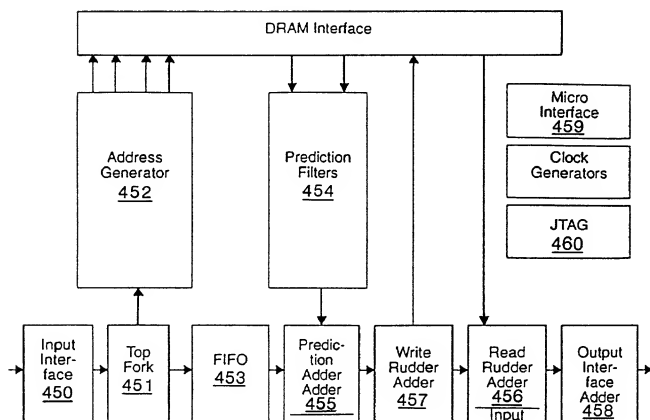 DRAM Interface
Address
Generator
452
Prediction
Filters
454
Micro
Interface
459
Clock
Generators
JTAG
460
Input
Inter-
face
450
Top
Fork
451
FIFO
453
Predic-
tion
Adder
Adder
455
Write
Rudder
Adder
457
Read
Rudder
Adder
456
Input
Output
Inter-
face
Adder
458